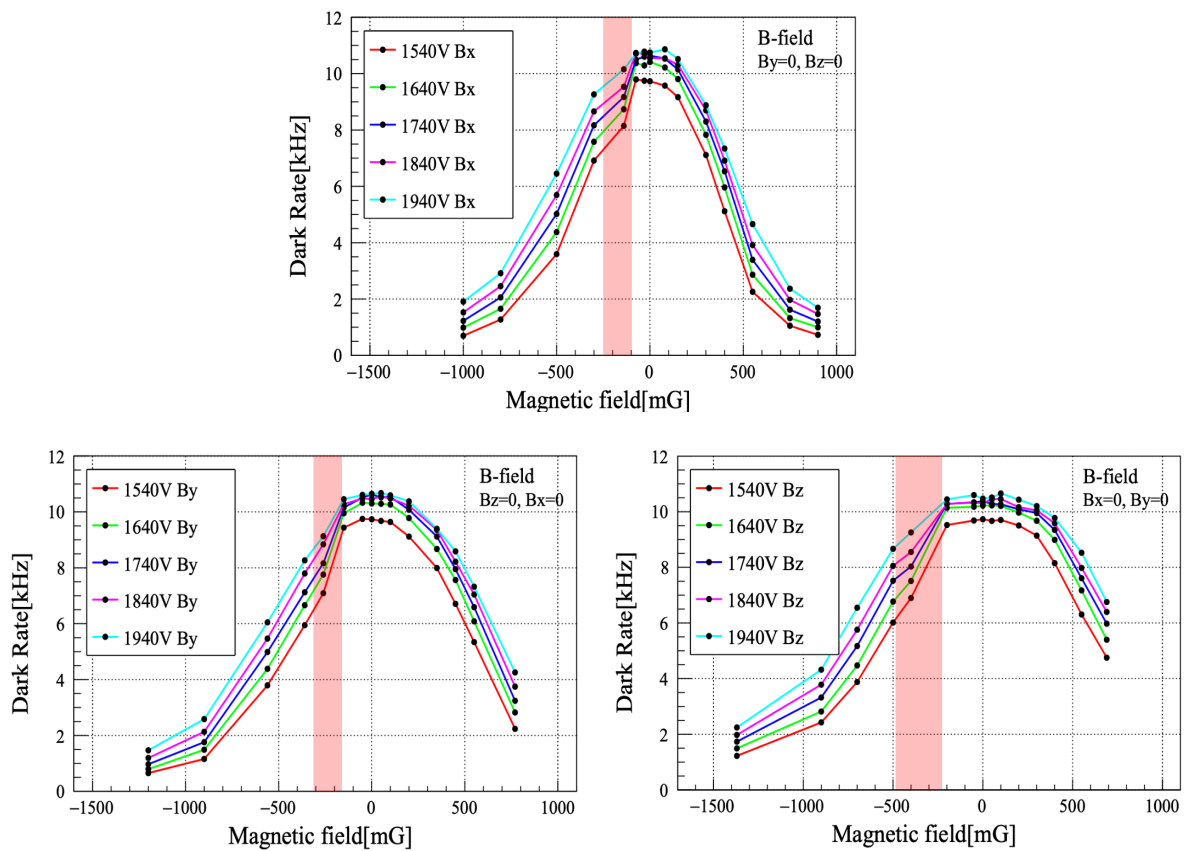 12
10
8
6
4
2
0
Dark Rate[kHz]
1540V Bx
1640V Bx
1740V Bx
1840V Bx
1940V Bx
B-field
By=0, Bz=0
−1500 −1000 −500 0 500 1000
Magnetic field[mG]
12
10
8
6
4
2
0
Dark Rate[kHz]
1540V By
1640V By
1740V By
1840V By
1940V By
B-field
Bz=0, Bx=0
−1500 −1000 −500 0 500 1000
Magnetic field[mG]
12
10
8
6
4
2
0
Dark Rate[kHz]
1540V Bz
1640V Bz
1740V Bz
1840V Bz
1940V Bz
B-field
Bx=0, By=0
−1500 −1000 −500 0 500 1000
Magnetic field[mG]